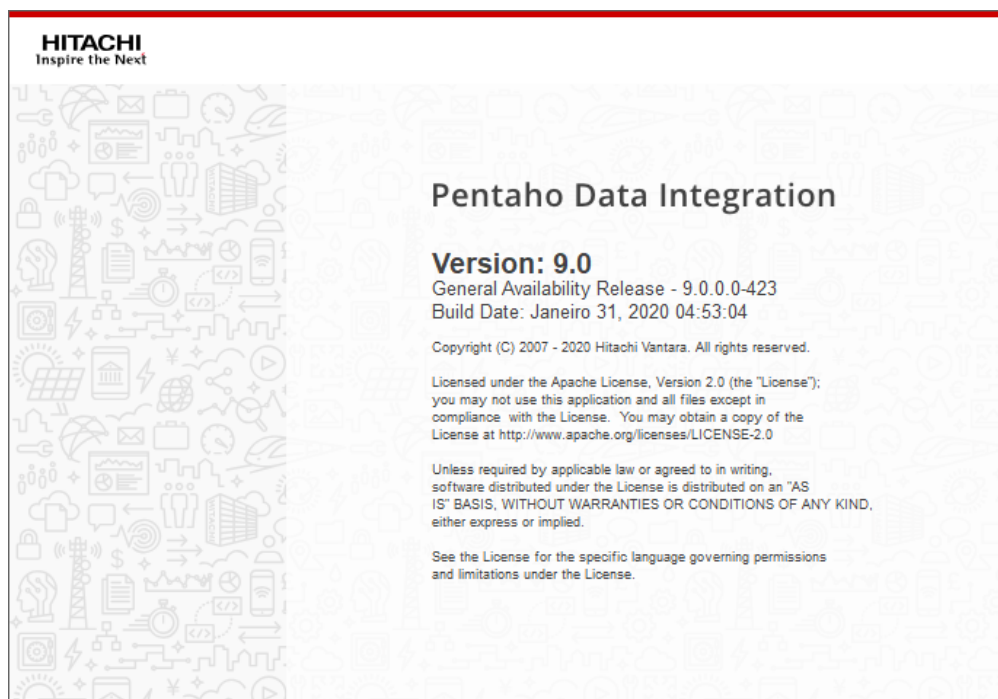 HITACHI
Inspire the Next
Pentaho Data Integration
Version: 9.0
General Availability Release - 9.0.0.0-423
Build Date: Janeiro 31, 2020 04:53:04
Copyright (C) 2007 - 2020 Hitachi Vantara. All rights reserved.
Licensed under the Apache License, Version 2.0 (the "License");
you may not use this application and all files except in
compliance with the License. You may obtain a copy of the
License at http://www.apache.org/licenses/LICENSE-2.0
Unless required by applicable law or agreed to in writing,
software distributed under the License is distributed on an "AS
IS" BASIS, WITHOUT WARRANTIES OR CONDITIONS OF ANY KIND,
either express or implied.
See the License for the specific language governing permissions
and limitations under the License.